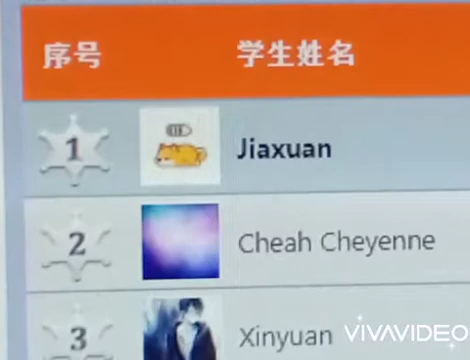 序号 学生姓名
1 Jiaxuan
2 Cheah Cheyenne
3 Xinyuan
VIVAVIDEO